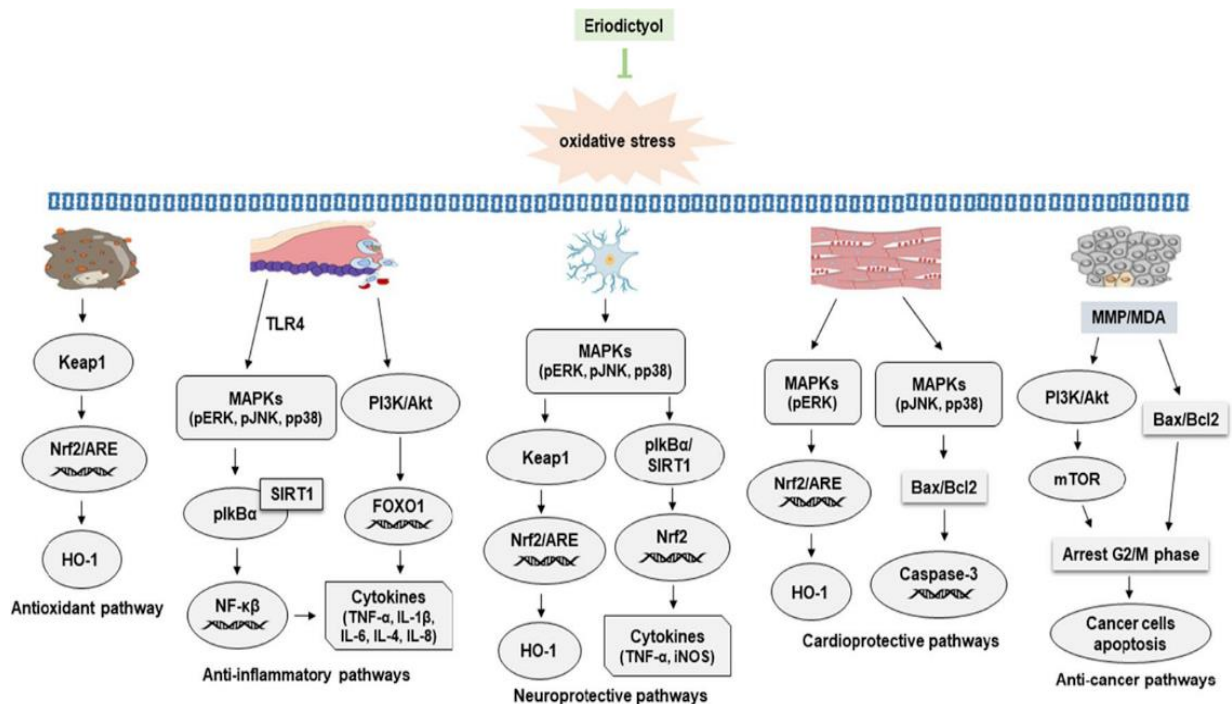 Eriodictyol
oxidative stress
Keap1
Nrf2/ARE
HO-1
Antioxidant pathway
TLR4
MAPKs
(pERK, pJNK, pp38)
PI3K/Akt
pIkBα
SIRT1
FOXO1
NF-κβ
Cytokines
(TNF-α, IL-1β,
IL-6, IL-4, IL-8)
Anti-inflammatory pathways
MAPKs
(pERK, pJNK, pp38)
Keap1
pIkBα/
SIRT1
Nrf2/ARE
Nrf2
HO-1
Cytokines
(TNF-α, iNOS)
Neuroprotective pathways
MAPKs
(pERK)
MAPKs
(pJNK, pp38)
Nrf2/ARE
Bax/Bcl2
HO-1
Caspase-3
Cardioprotective pathways
MMP/MDA
PI3K/Akt
Bax/Bcl2
mTOR
Arrest G2/M phase
Cancer cells
apoptosis
Anti-cancer pathways